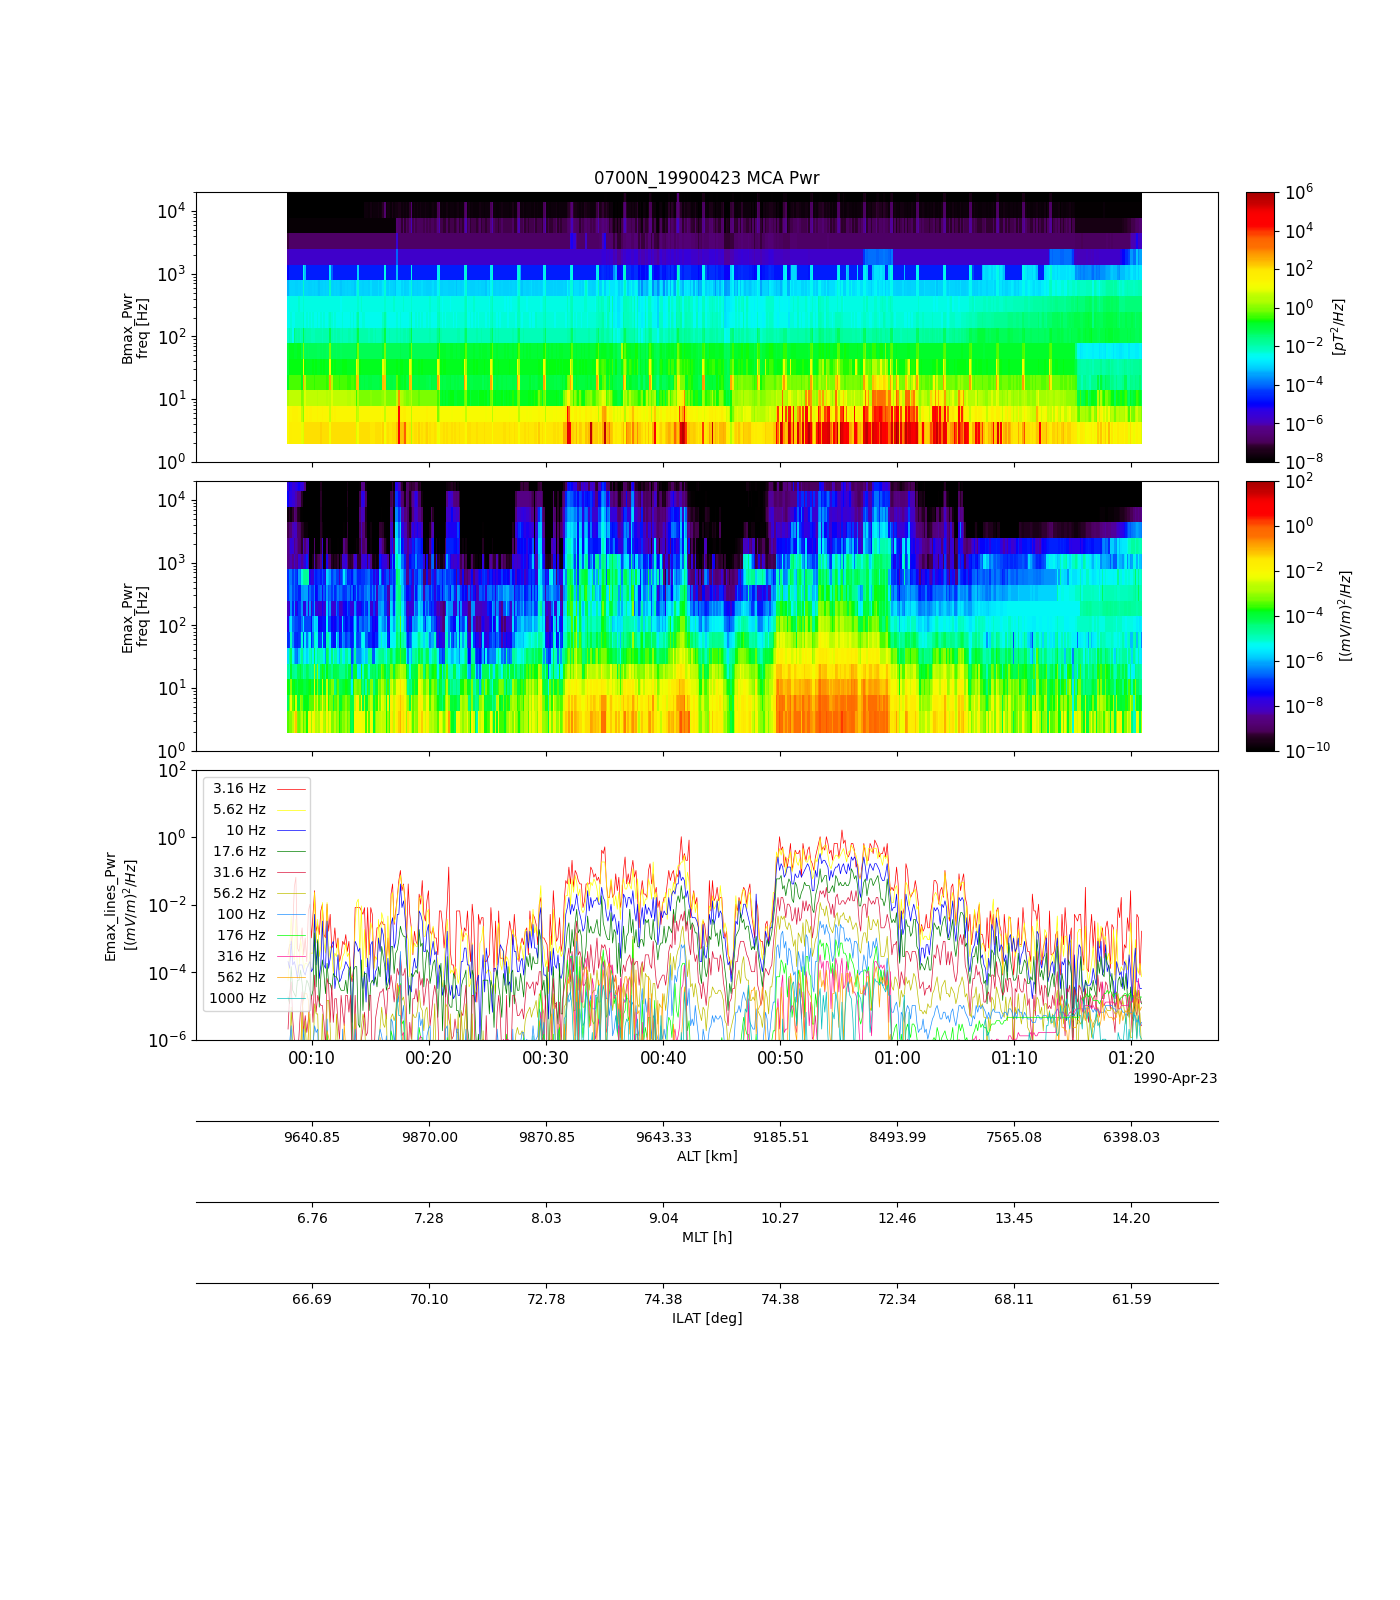 0700N_19900423 MCA Pwr
10^4
10^3
10^2
10^1
10^0
Bmax_Pwr
freq [Hz]
10^6
10^4
10^2
10^0
10^-2
10^-4
10^-6
10^-8
[pT^2/Hz]
10^4
10^3
10^2
10^1
10^0
Emax_Pwr
freq [Hz]
10^2
10^0
10^-2
10^-4
10^-6
10^-8
10^-10
[(mV/m)^2/Hz]
10^2
10^0
10^-2
10^-4
10^-6
Emax_lines_Pwr
[(mV/m)^2/Hz]
3.16 Hz
5.62 Hz
10 Hz
17.6 Hz
31.6 Hz
56.2 Hz
100 Hz
176 Hz
316 Hz
562 Hz
1000 Hz
00:10 00:20 00:30 00:40 00:50 01:00 01:10 01:20
1990-Apr-23
9640.85 9870.00 9870.85 9643.33 9185.51 8493.99 7565.08 6398.03
ALT [km]
6.76 7.28 8.03 9.04 10.27 12.46 13.45 14.20
MLT [h]
66.69 70.10 72.78 74.38 74.38 72.34 68.11 61.59
ILAT [deg]